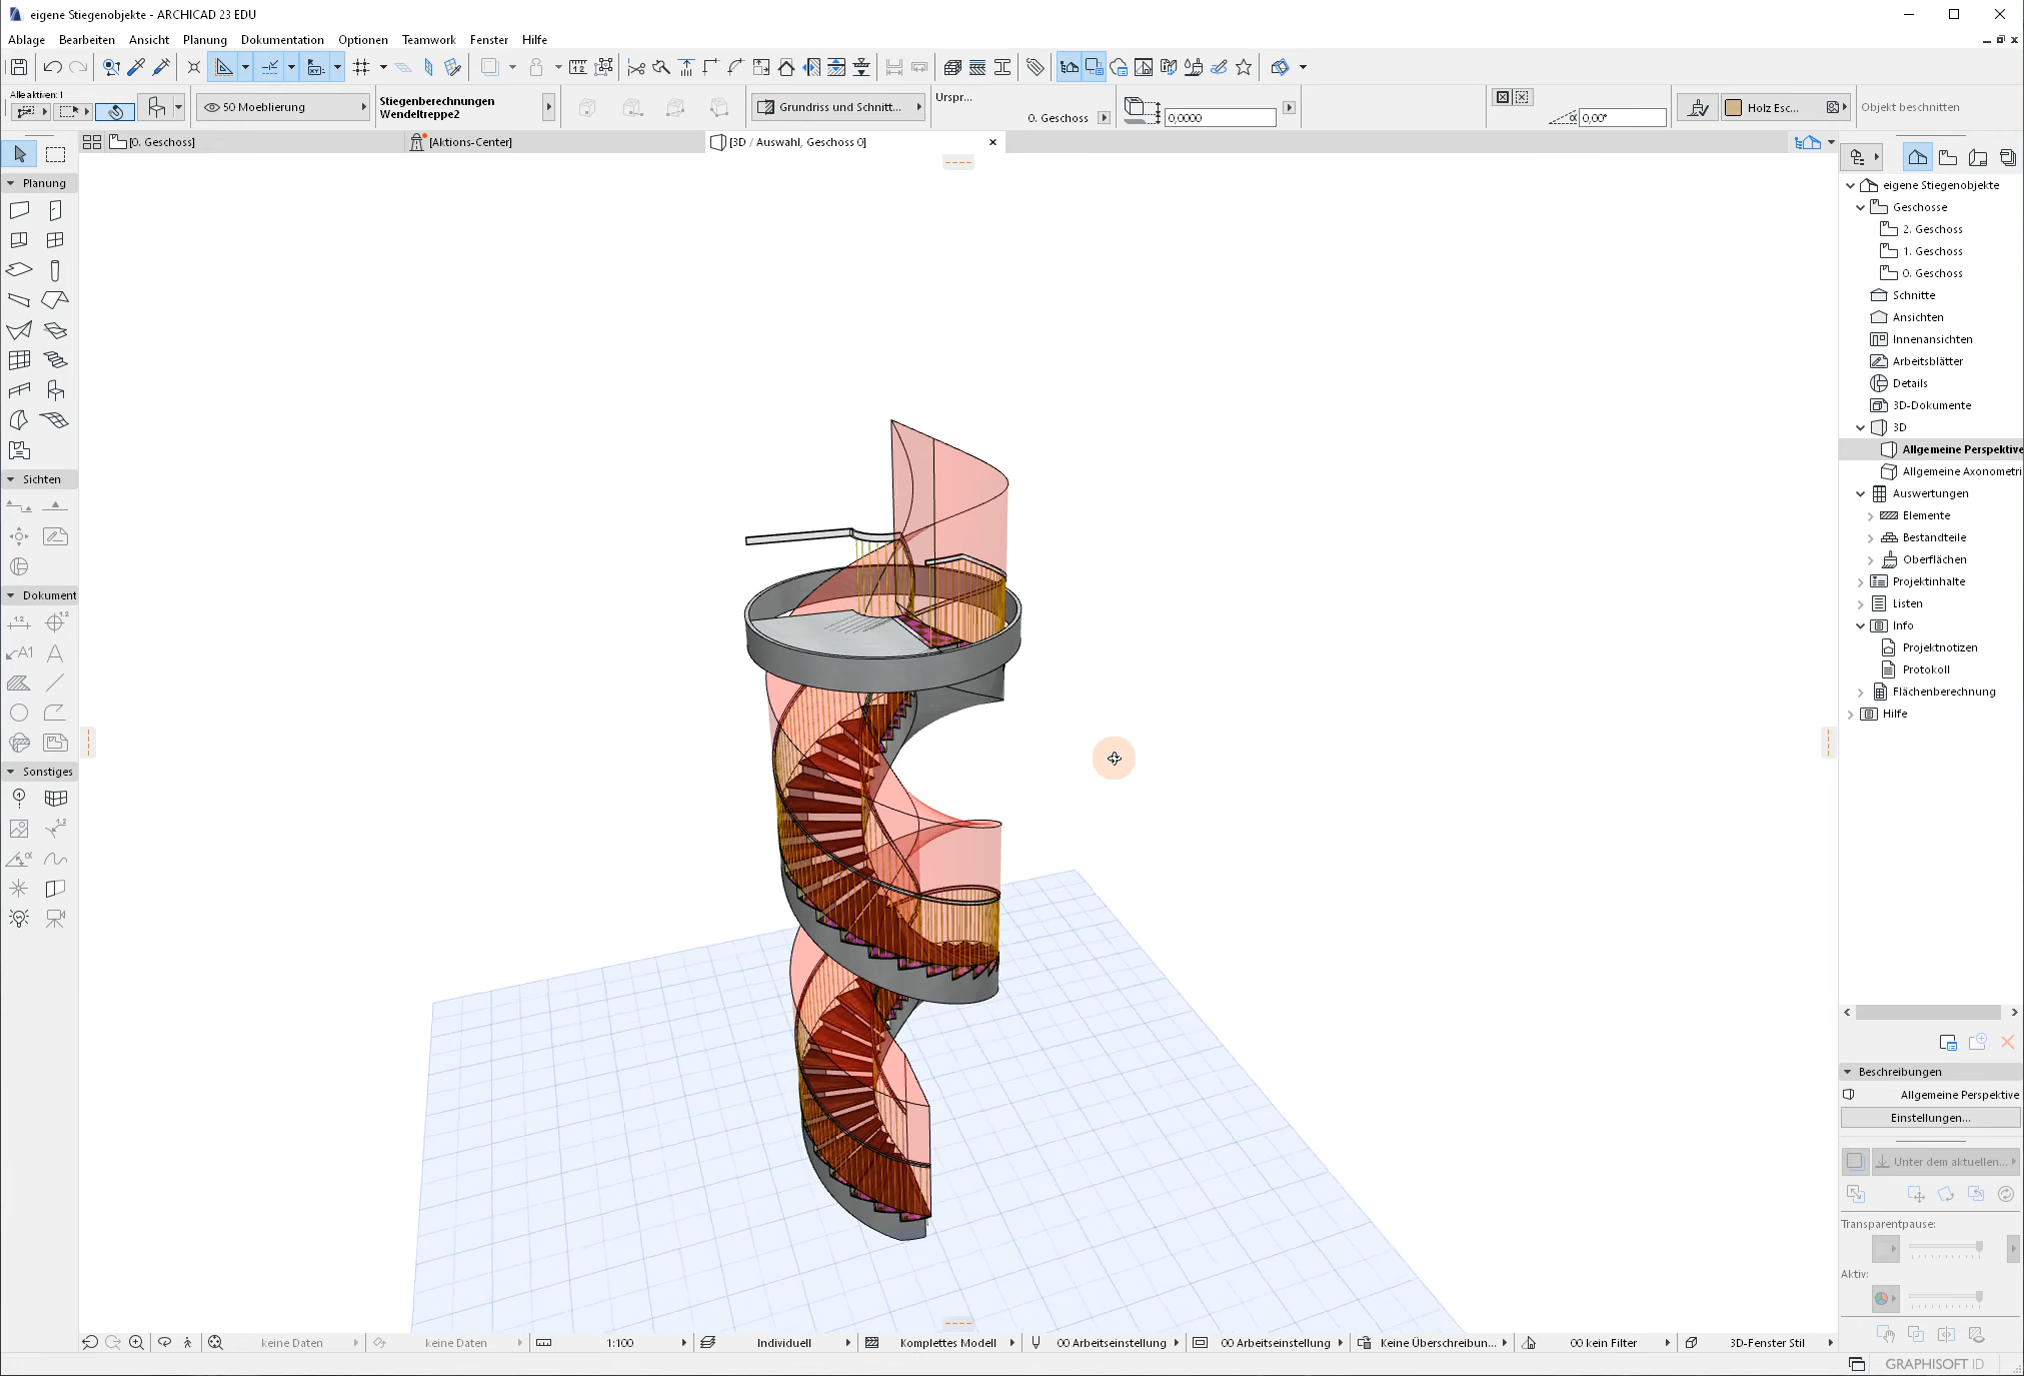 eigene Stiegenobjekte - ARCHICAD 23 EDU
Ablage Bearbeiten Ansicht Planung Dokumentation Optionen Teamwork Fenster Hilfe
Alle aktiven: 1
50 Moeblierung
Stiegenberechnungen
Wendeltreppe2
Grundriss und Schnitt...
Urspr...
0. Geschoss
0,0000
0,00°
Holz Esc...
Objekt beschnitten
[0. Geschoss]
[Aktions-Center]
[3D / Auswahl, Geschoss 0]
Planung
Sichten
Dokument
Sonstiges
eigene Stiegenobjekte
Geschosse
2. Geschoss
1. Geschoss
0. Geschoss
Schnitte
Ansichten
Innenansichten
Arbeitsblätter
Details
3D-Dokumente
3D
Allgemeine Perspektive
Allgemeine Axonometri
Auswertungen
Elemente
Bestandteile
Oberflächen
Projektinhalte
Listen
Info
Projektnotizen
Protokoll
Flächenberechnung
Hilfe
Beschreibungen
Allgemeine Perspektive
Einstellungen...
Unter dem aktuellen...
Transparentpause:
Aktiv:
keine Daten
keine Daten
1:100
Individuell
Komplettes Modell
00 Arbeitseinstellung
00 Arbeitseinstellung
Keine Überschreibun...
00 kein Filter
3D-Fenster Stil
GRAPHISOFT ID